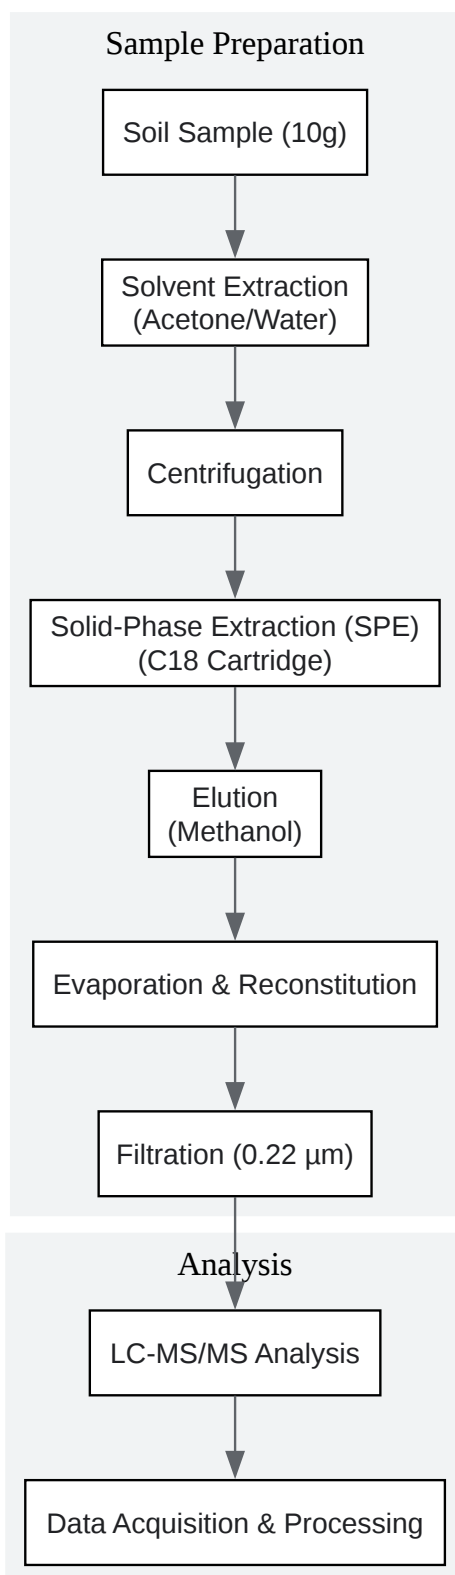 Sample Preparation
Soil Sample (10g)
Solvent Extraction
(Acetone/Water)
Centrifugation
Solid-Phase Extraction (SPE)
(C18 Cartridge)
Elution
(Methanol)
Evaporation & Reconstitution
Filtration (0.22 µm)
Analysis
LC-MS/MS Analysis
Data Acquisition & Processing